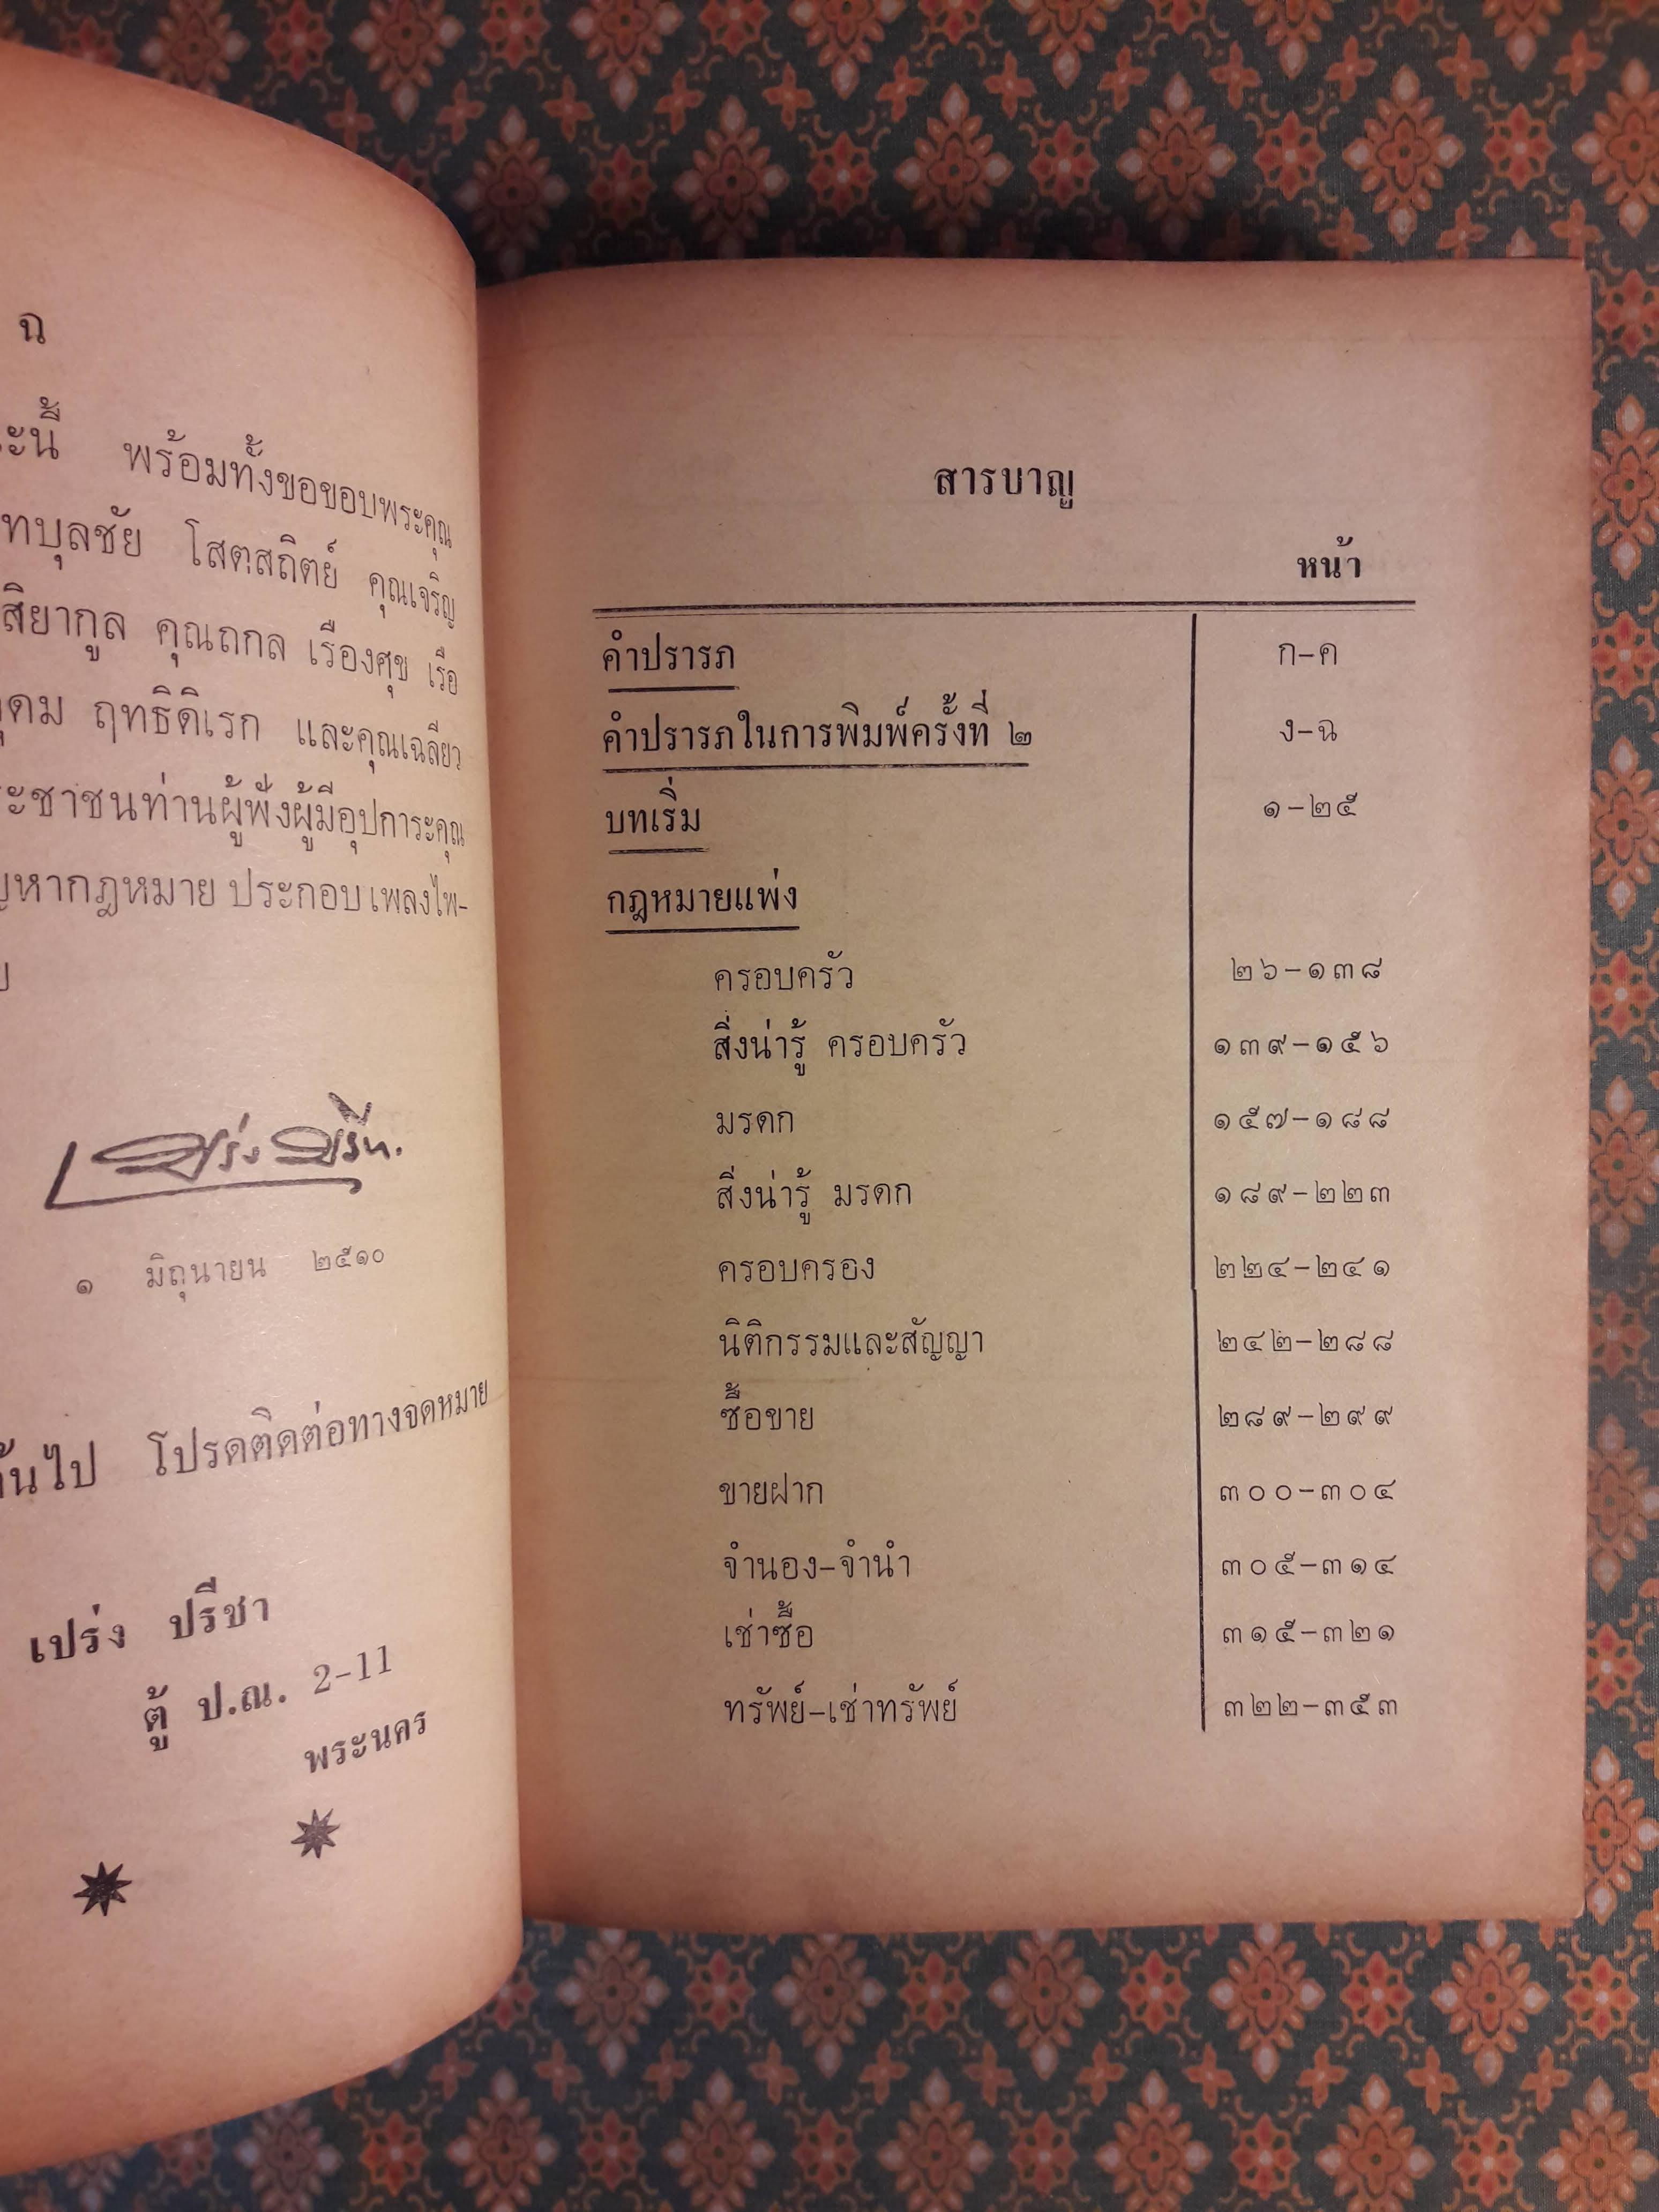 ฉ
ะนี้ พร้อมทั้งขอขอบพระคุณ
ทบุลชัย โสตสถิตย์ คุณเจริญ
สิยากูล คุณถกล เรืองศุข เรือ
ุดม ฤทธิดิเรก และคุณเฉลียว
ะชาชนท่านผู้ฟังผู้มีอุปการะคุณ
ญหากฎหมาย ประกอบ เพลงไพ-
๑ มิถุนายน ๒๕๑๐
้นไป โปรดติดต่อทางจดหมาย
เปร่ง ปรีชา
ตู้ ป.ณ. 2-11
พระนคร
สารบาญ
หน้า
คำปรารภ ก-ค
คำปรารภในการพิมพ์ครั้งที่ ๒ ง-ฉ
บทเริ่ม ๑-๒๕
กฎหมายแพ่ง
ครอบครัว ๒๖-๑๓๘
สิ่งน่ารู้ ครอบครัว ๑๓๙-๑๕๖
มรดก ๑๕๗-๑๘๘
สิ่งน่ารู้ มรดก ๑๘๙-๒๒๓
ครอบครอง ๒๒๔-๒๔๑
นิติกรรมและสัญญา ๒๔๒-๒๘๘
ซื้อขาย ๒๘๙-๒๙๙
ขายฝาก ๓๐๐-๓๐๔
จำนอง-จำนำ ๓๐๕-๓๑๔
เช่าซื้อ ๓๑๕-๓๒๑
ทรัพย์-เช่าทรัพย์ ๓๒๒-๓๕๓